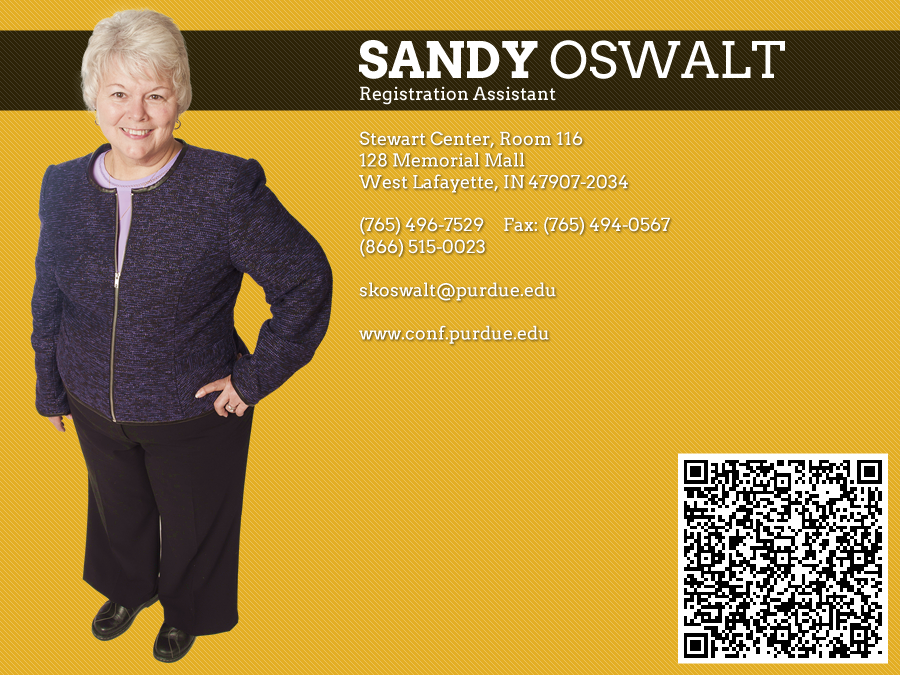 SANDY OSWALT
Registration Assistant
Stewart Center, Room 116
128 Memorial Mall
West Lafayette, IN 47907-2034
(765) 496-7529 Fax: (765) 494-0567
(866) 515-0023
skoswalt@purdue.edu
www.conf.purdue.edu